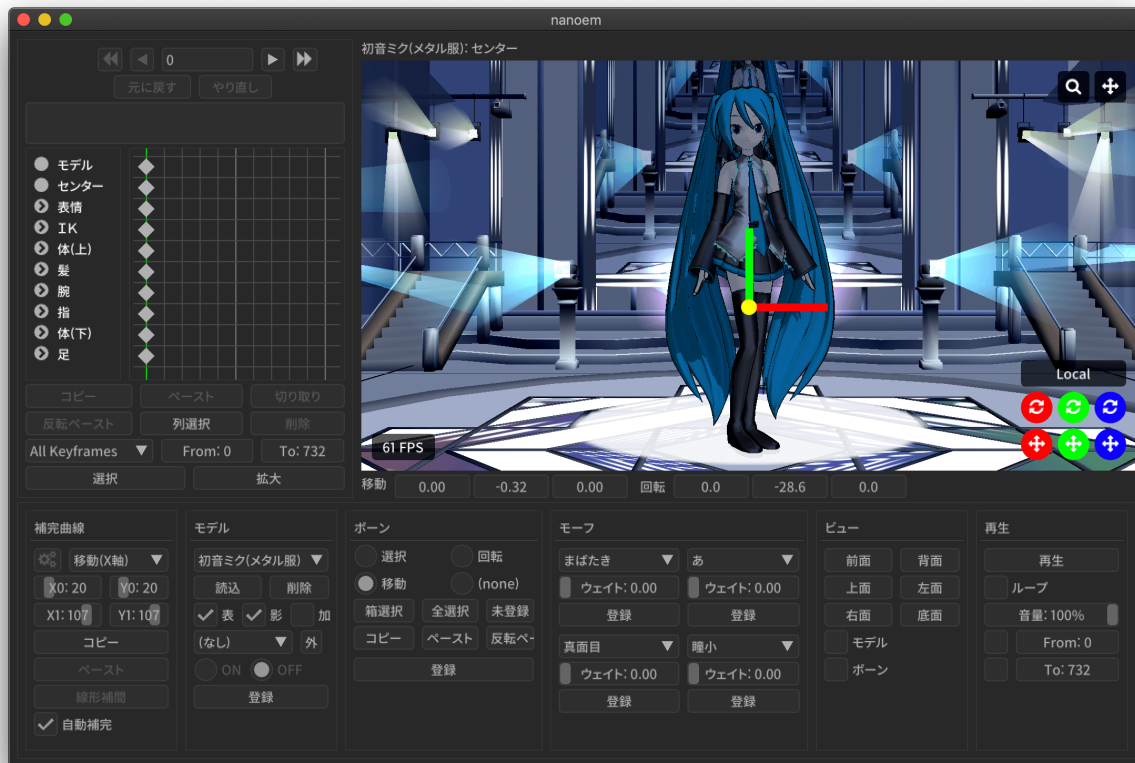 nanoem
0
元に戻す やり直し
モデル
センター
表情
IK
体(上)
髪
腕
指
体(下)
足
コピー ペースト 切り取り
反転ペースト 列選択 削除
All Keyframes From: 0 To: 732
選択 拡大
初音ミク(メタル服): センター
Local
61 FPS
移動 0.00 -0.32 0.00 回転 0.0 -28.6 0.0
補完曲線
移動(X軸)
X0: 20 Y0: 20
X1: 107 Y1: 107
コピー
ペースト
線形補間
自動補完
モデル
初音ミク(メタル服)
読込 削除
表 影 加
(なし) 外
ON OFF
登録
ボーン
選択 回転
移動 (none)
箱選択 全選択 未登録
コピー ペースト 反転ペー
登録
モーフ
まばたき あ
ウェイト: 0.00 ウェイト: 0.00
登録 登録
真面目 瞳小
ウェイト: 0.00 ウェイト: 0.00
登録 登録
ビュー
前面 背面
上面 左面
右面 底面
モデル
ボーン
再生
再生
ループ
音量: 100%
From: 0
To: 732